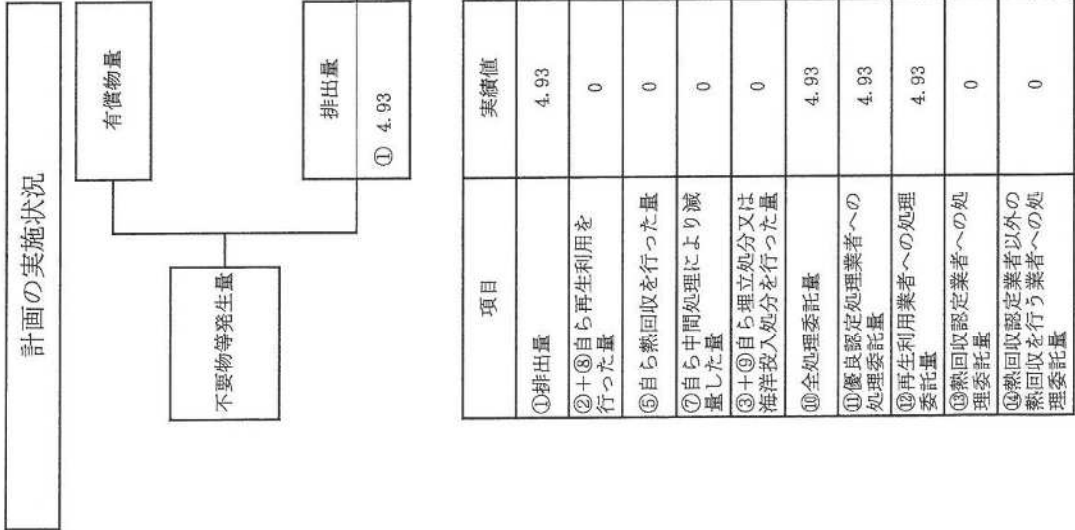 計画の実施状況
有償物量
不要物等発生量
排出量
① 4.93
項目
実績値
①排出量
4.93
②+⑧自ら再生利用を
行った量
0
⑤自ら熱回収を行った量
0
⑦自ら中間処理により減
量した量
0
③+⑨自ら埋立処分又は
海洋投入処分を行った量
0
⑩全処理委託量
4.93
⑪優良認定処理業者への
処理委託量
4.93
⑫再生利用業者への処理
委託量
4.93
⑬熱回収認定業者への処
理委託量
0
⑭熱回収認定業者以外の
熱回収を行う業者への処
理委託量
0